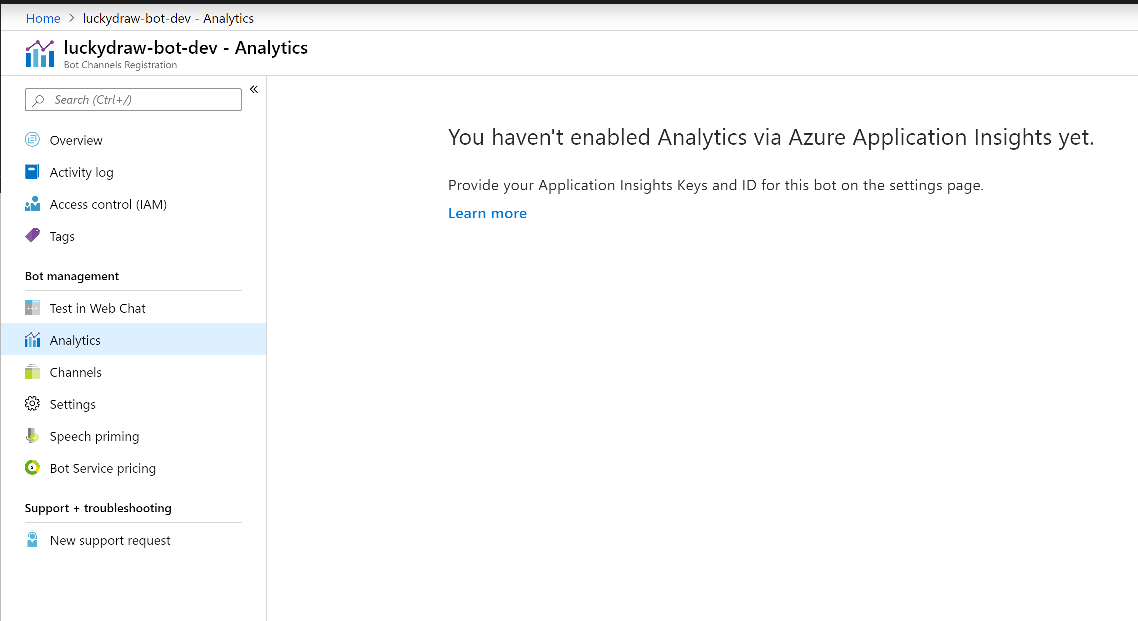 Home > luckydraw-bot-dev - Analytics
luckydraw-bot-dev - Analytics
Bot Channels Registration
Search (Ctrl+/)
«
Overview
Activity log
Access control (IAM)
Tags
Bot management
Test in Web Chat
Analytics
Channels
Settings
Speech priming
Bot Service pricing
Support + troubleshooting
New support request
You haven't enabled Analytics via Azure Application Insights yet.
Provide your Application Insights Keys and ID for this bot on the settings page.
Learn more